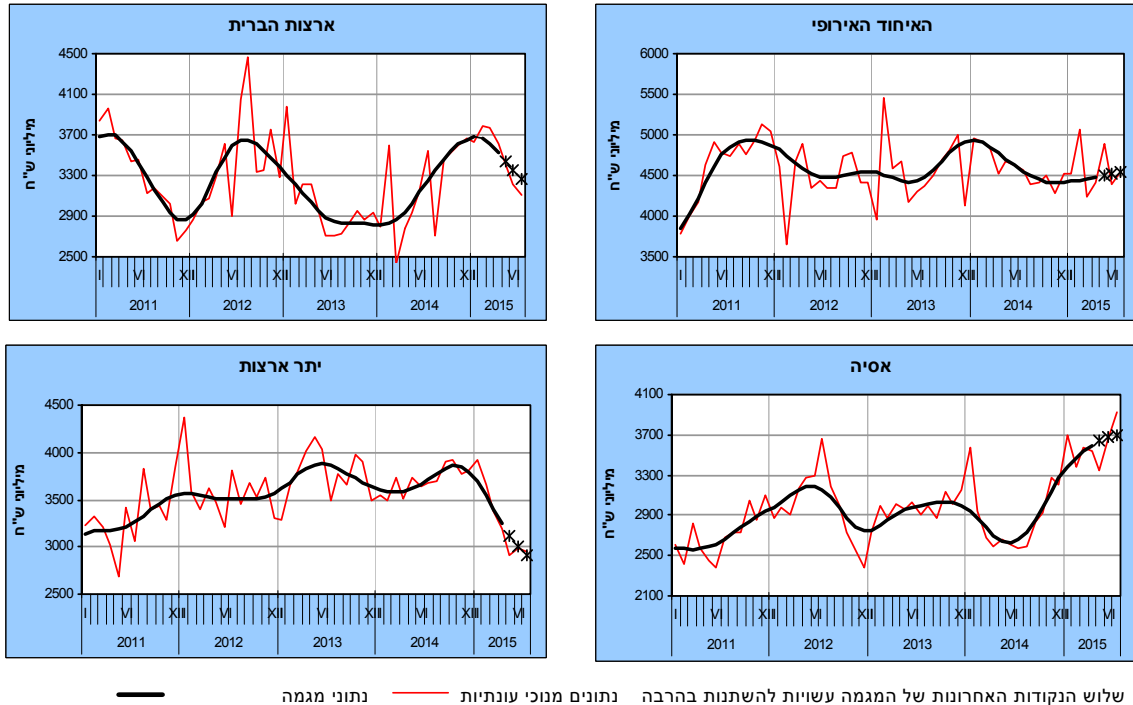 ארצות הברית
מיליוני ש"ח
4500
4100
3700
3300
2900
2500
I VI XII VI XII VI XII VI XII VI
2011 2012 2013 2014 2015
האיחוד האירופי
מיליוני ש"ח
6000
5500
5000
4500
4000
3500
I VI XII VI XII VI XII VI XII VI
2011 2012 2013 2014 2015
יתר ארצות
מיליוני ש"ח
4500
4000
3500
3000
2500
I VI XII VI XII VI XII VI XII VI
2011 2012 2013 2014 2015
אסיה
מיליוני ש"ח
4100
3700
3300
2900
2500
2100
I VI XII VI XII VI XII VI XII VI
2011 2012 2013 2014 2015
שלוש הנקודות האחרונות של המגמה עשויות להשתנות בהרבה נתונים מנוכי עונתיות נתוני מגמה